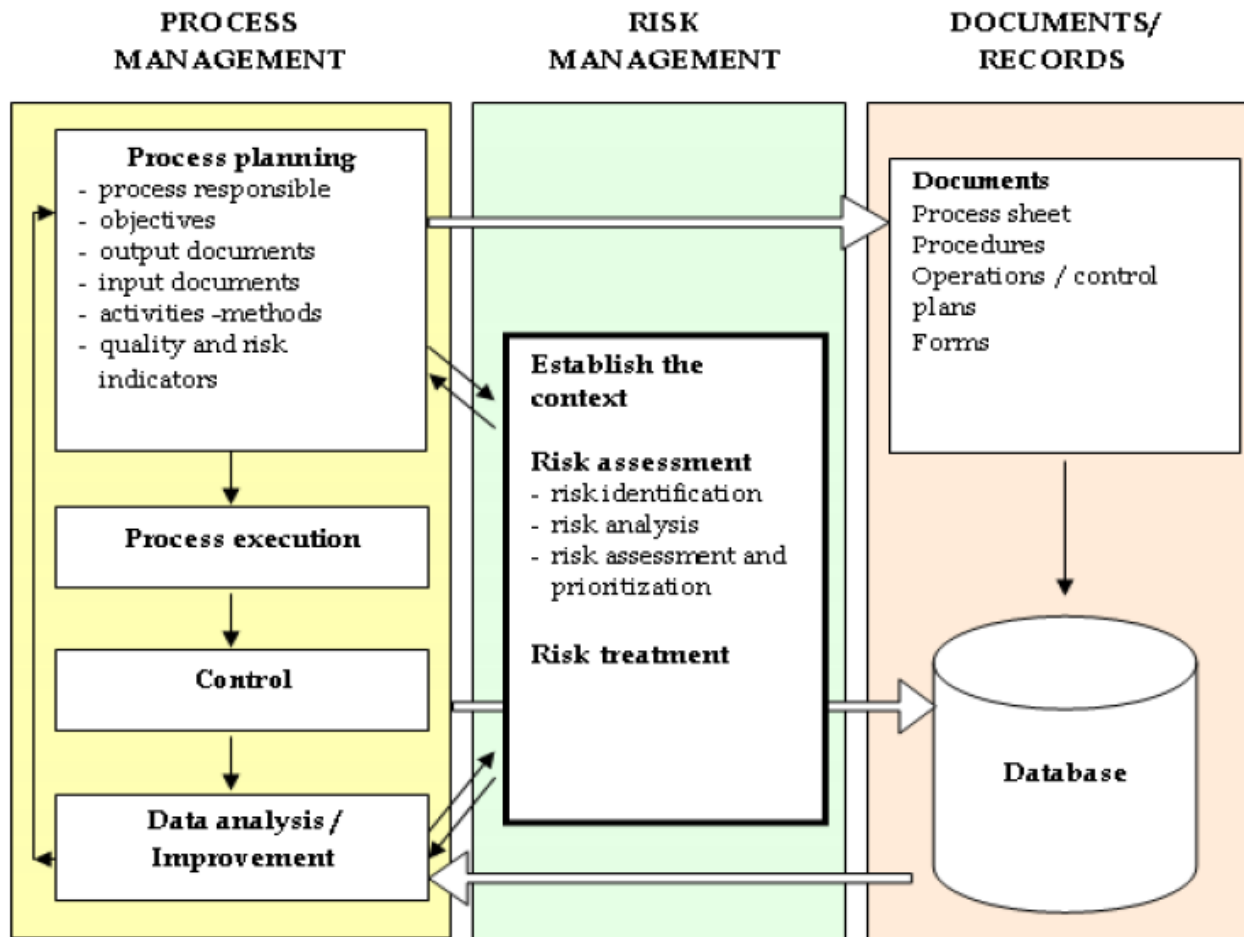 PROCESS
MANAGEMENT
RISK
MANAGEMENT
DOCUMENTS/
RECORDS
Process planning
- process responsible
- objectives
- output documents
- input documents
- activities -methods
- quality and risk
indicators
Process execution
Control
Data analysis/
Improvement
Establish the
context
Risk assessment
- risk identification
- risk analysis
- risk assessment and
prioritization
Risk treatment
Documents
Process sheet
Procedures
Operations / control
plans
Forms
Database